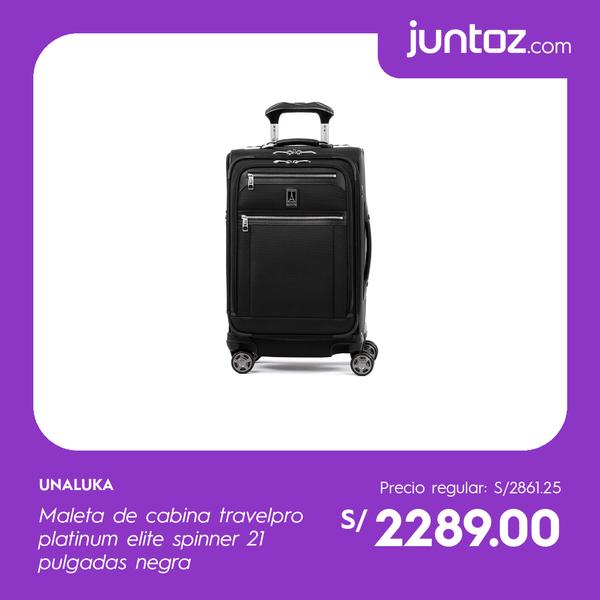 juntoz.com
UNALUKA
Maleta de cabina travelpro
platinum elite spinner 21
pulgadas negra
Precio regular: S/2861.25
S/ 2289.00